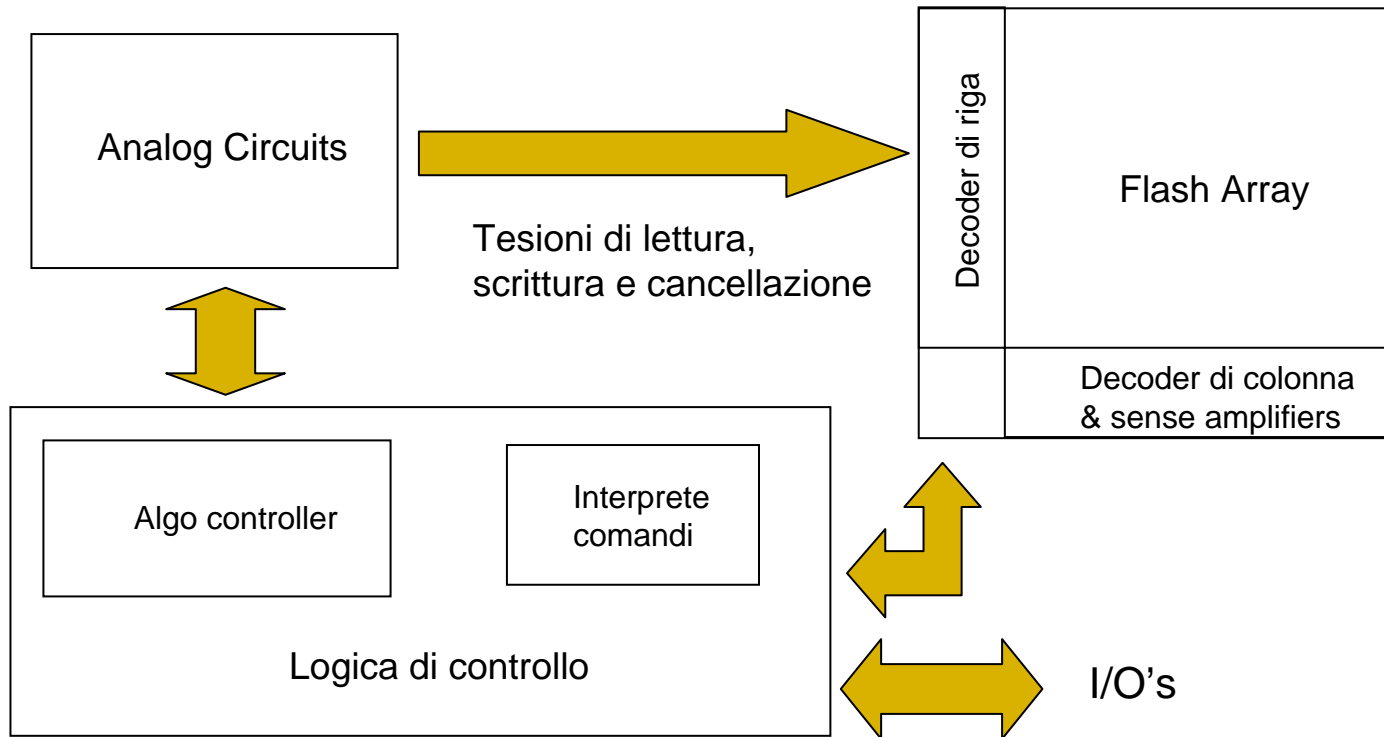 Analog Circuits
Tesioni di lettura,
scrittura e cancellazione
Decoder di riga
Flash Array
Decoder di colonna
& sense amplifiers
Algo controller
Interprete
comandi
Logica di controllo
I/O’s